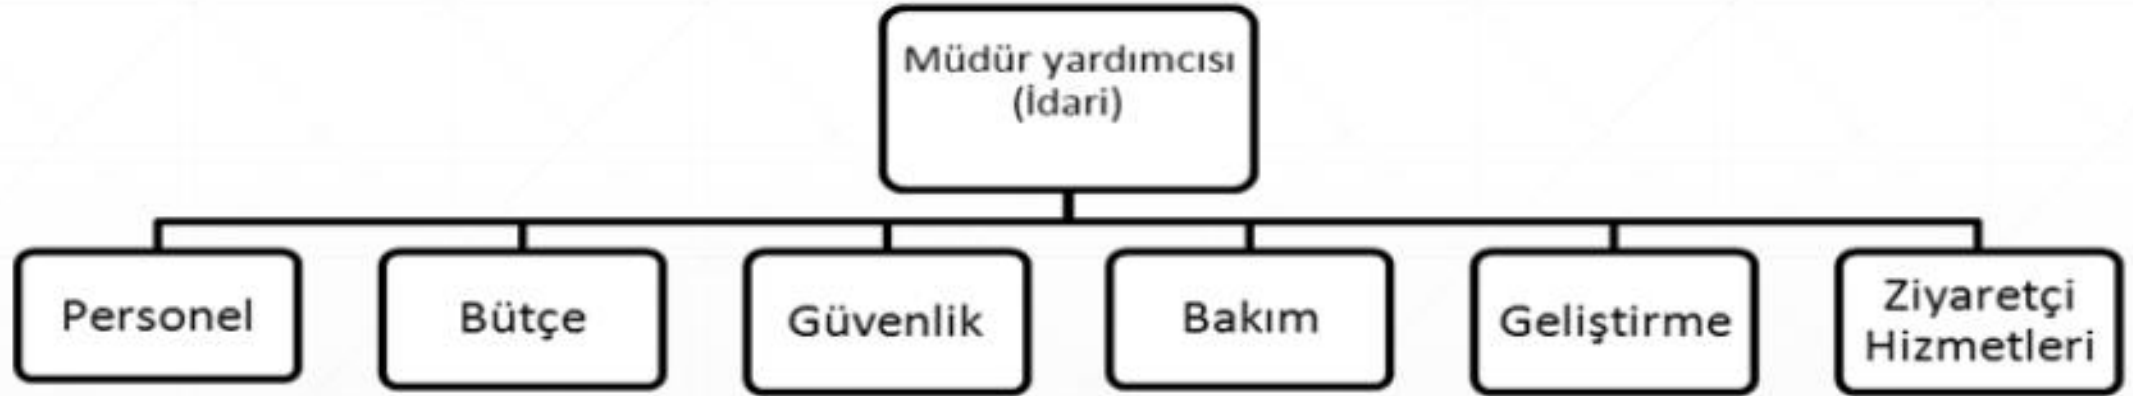 Müdür yardımcısı
(İdari)
Personel
Bütçe
Güvenlik
Bakım
Geliştirme
Ziyaretçi
Hizmetleri